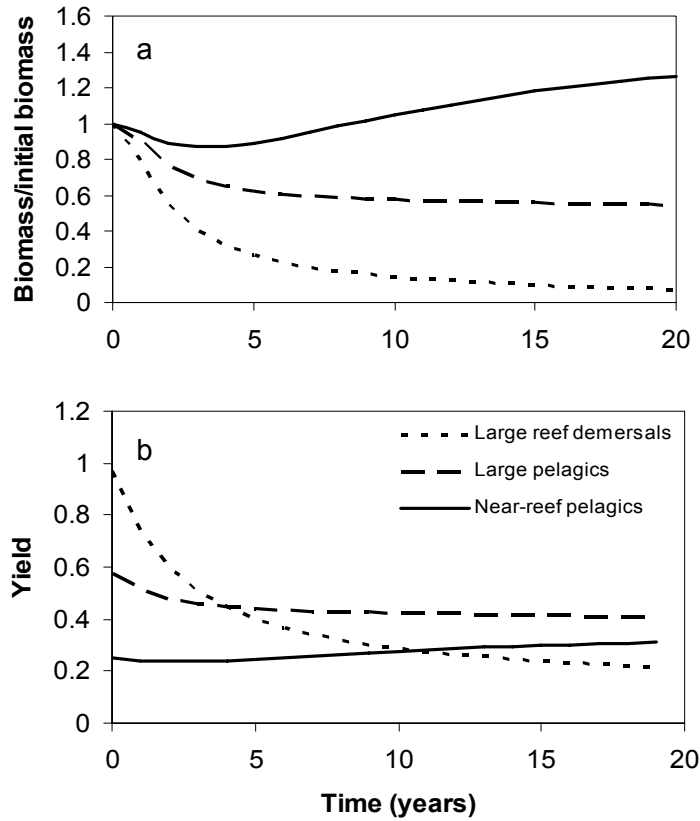 a
Biomass/initial biomass
1.6
1.4
1.2
1
0.8
0.6
0.4
0.2
0
0 5 10 15 20
b
Yield
1.2
1
0.8
0.6
0.4
0.2
0
Large reef demersals
Large pelagics
Near-reef pelagics
0 5 10 15 20
Time (years)